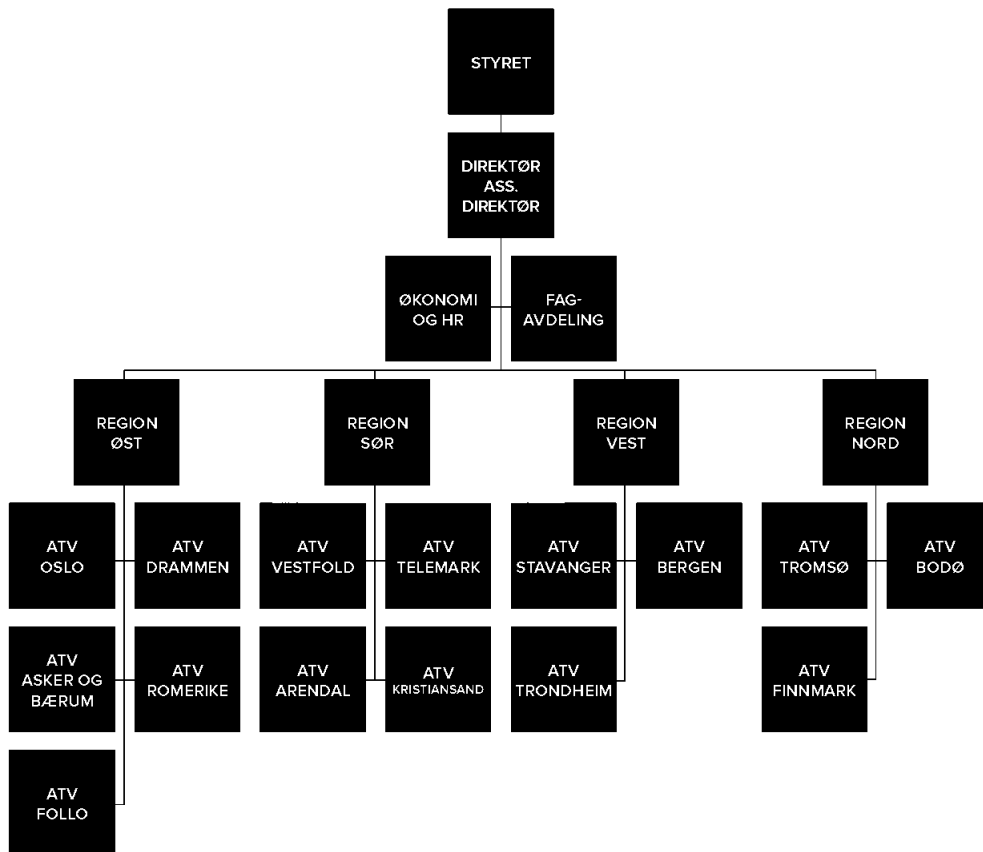 STYRET
DIREKTØR
ASS.
DIREKTØR
ØKONOMI
OG HR
FAG-
AVDELING
REGION
ØST
REGION
SØR
REGION
VEST
REGION
NORD
ATV
OSLO
ATV
DRAMMEN
ATV
VESTFOLD
ATV
TELEMARK
ATV
STAVANGER
ATV
BERGEN
ATV
TROMSØ
ATV
BODØ
ATV
ASKER OG
BÆRUM
ATV
ROMERIKE
ATV
ARENDAL
ATV
KRISTIANSAND
ATV
TRONDHEIM
ATV
FINNMARK
ATV
FOLLO